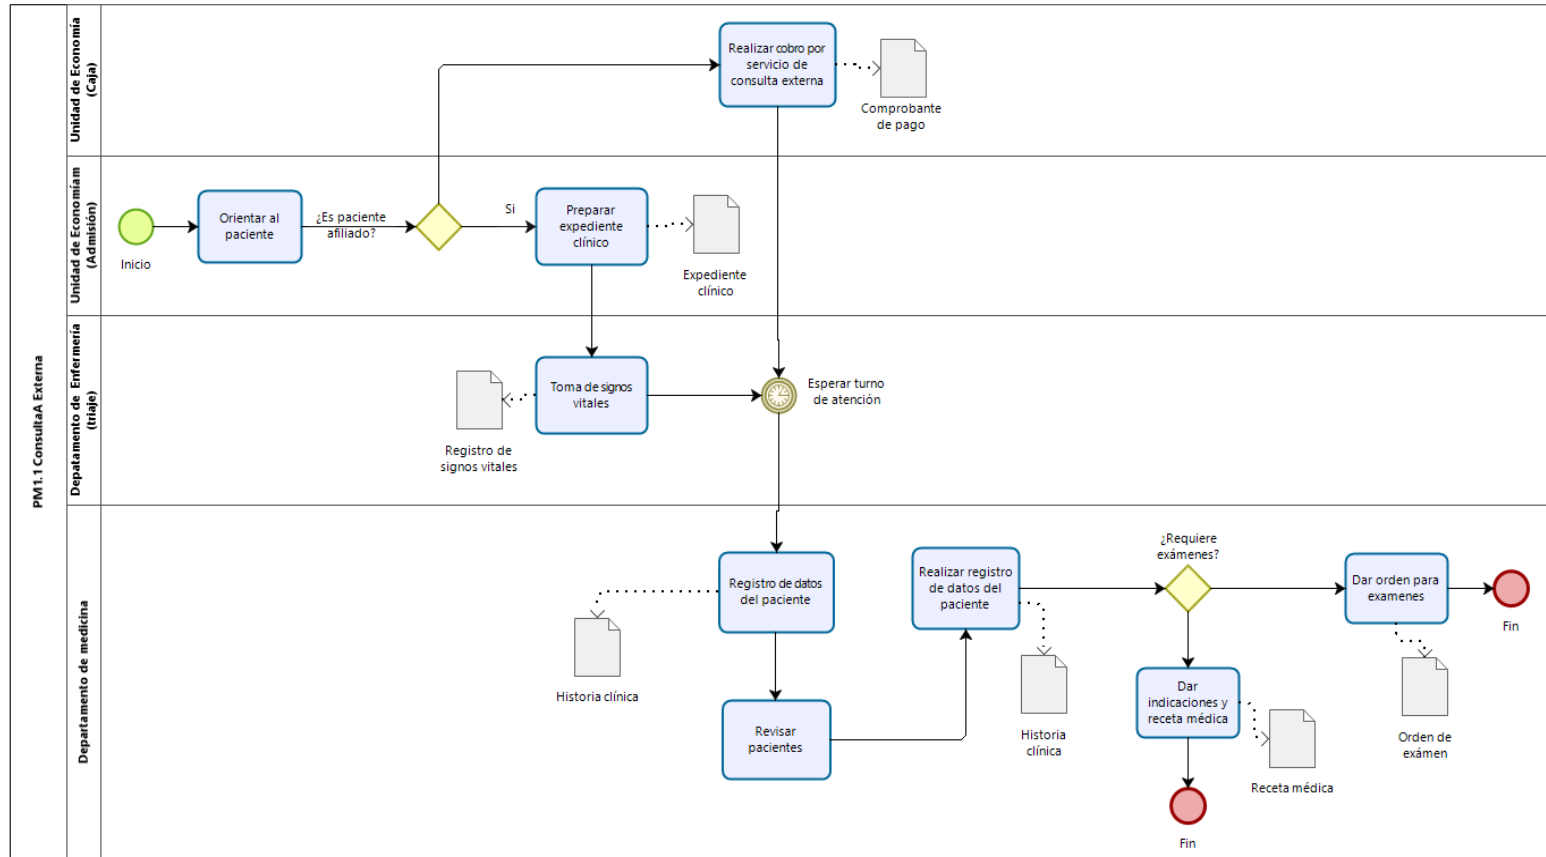 PM1.1 ConsultaA Externa
Unidad de Economía
(Caja)
Realizar cobro por
servicio de
consulta externa
Comprobante
de pago
Unidad de Economíam
(Admisión)
Inicio
Orientar al
paciente
¿Es paciente
afiliado?
Si
Preparar
expediente
clínico
Expediente
clínico
Depatamento de Enfermería
(triaje)
Registro de
signos vitales
Toma de signos
vitales
Esperar turno
de atención
Departamento de medicina
Historia clínica
Registro de datos
del paciente
Revisar
pacientes
Realizar registro
de datos del
paciente
Historia
clínica
¿Requiere
exámenes?
Dar
indicaciones y
receta médica
Receta médica
Fin
Dar orden para
examenes
Orden de
exámen
Fin